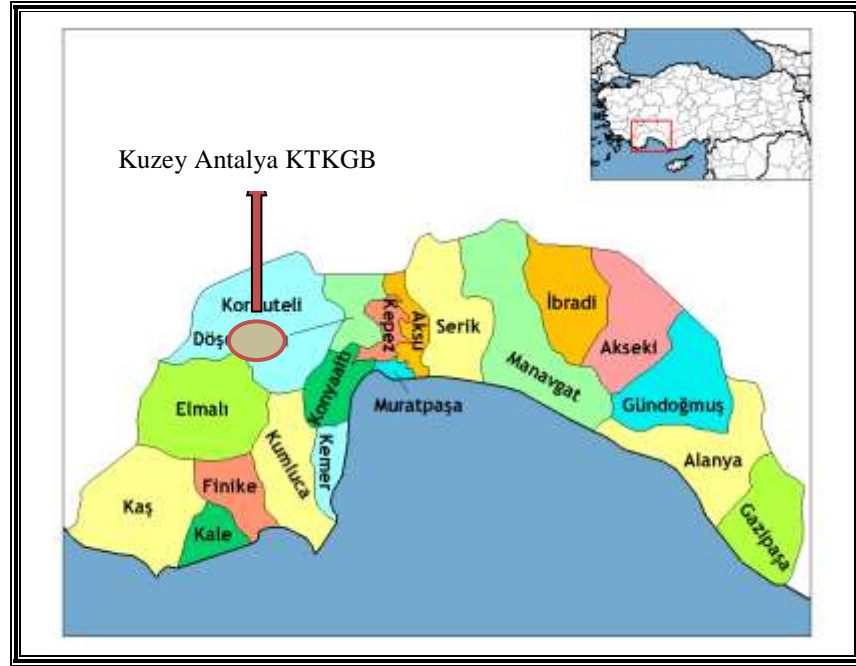 Kuzey Antalya KTKGB
Korkuteli
Döş
Kepez
Aksu
Serik
İbradi
Akseki
Manavgat
Gündoğmuş
Konyaaltı
Muratpaşa
Elmalı
Kumluca
Kemer
Alanya
Gazipaşa
Kaş
Finike
Kale